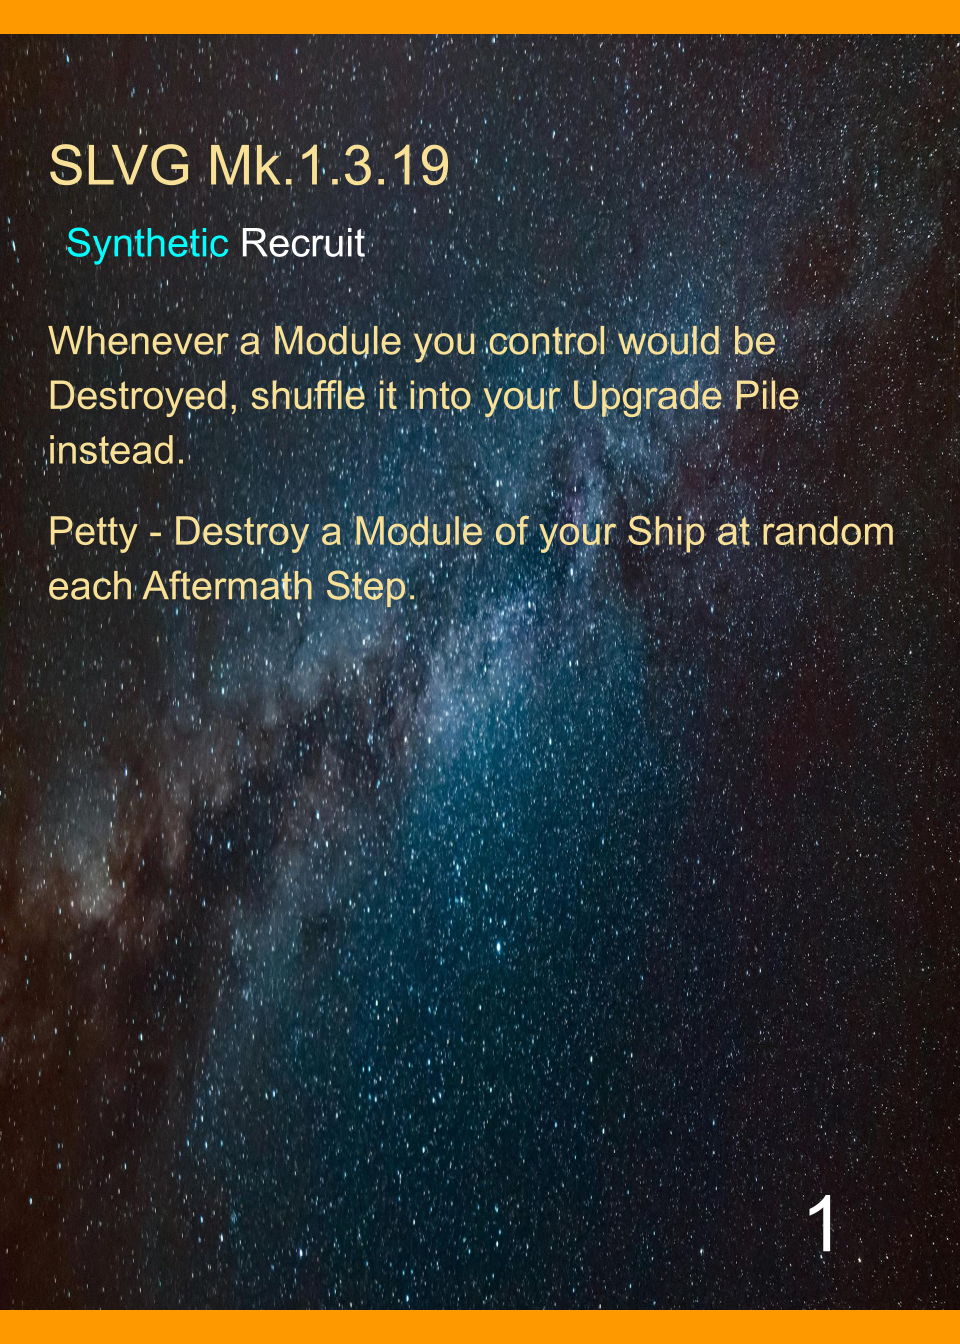 SLVG Mk.1.3.19
Synthetic Recruit
Whenever a Module you control would be
Destroyed, shuffle it into your Upgrade Pile
instead.
Petty - Destroy a Module of your Ship at random
each Aftermath Step.
1